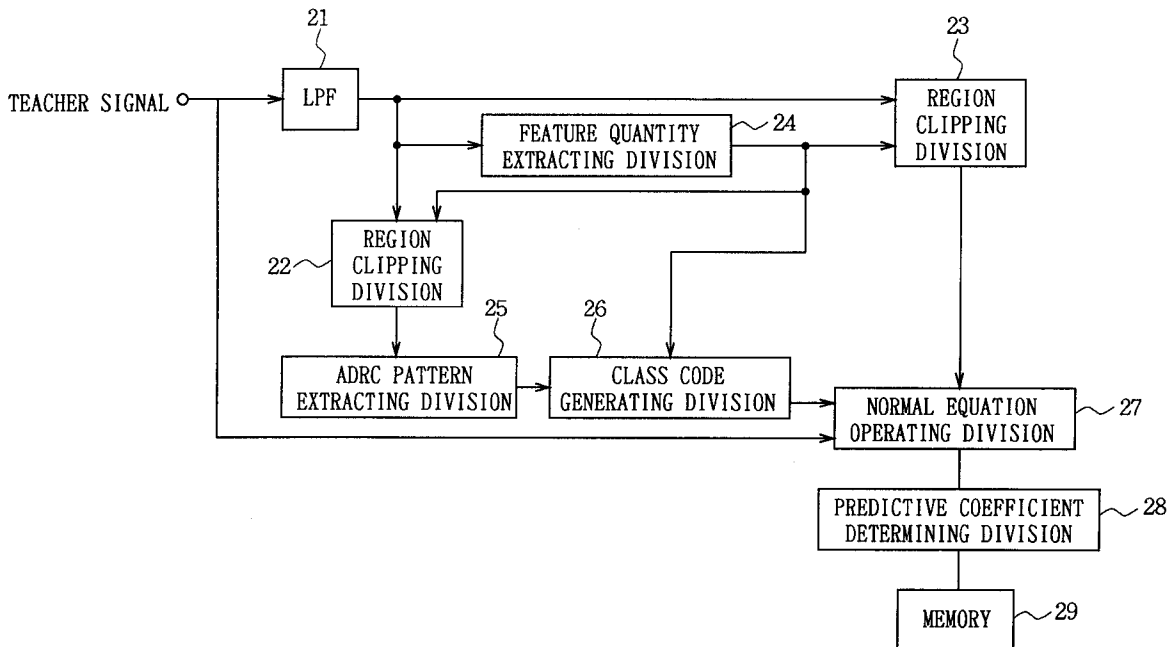 21
23
TEACHER SIGNAL
LPF
REGION
CLIPPING
DIVISION
FEATURE QUANTITY
EXTRACTING DIVISION
24
REGION
CLIPPING
DIVISION
22
25
26
ADRC PATTERN
EXTRACTING DIVISION
CLASS CODE
GENERATING DIVISION
NORMAL EQUATION
OPERATING DIVISION
27
PREDICTIVE COEFFICIENT
DETERMINING DIVISION
28
MEMORY
29